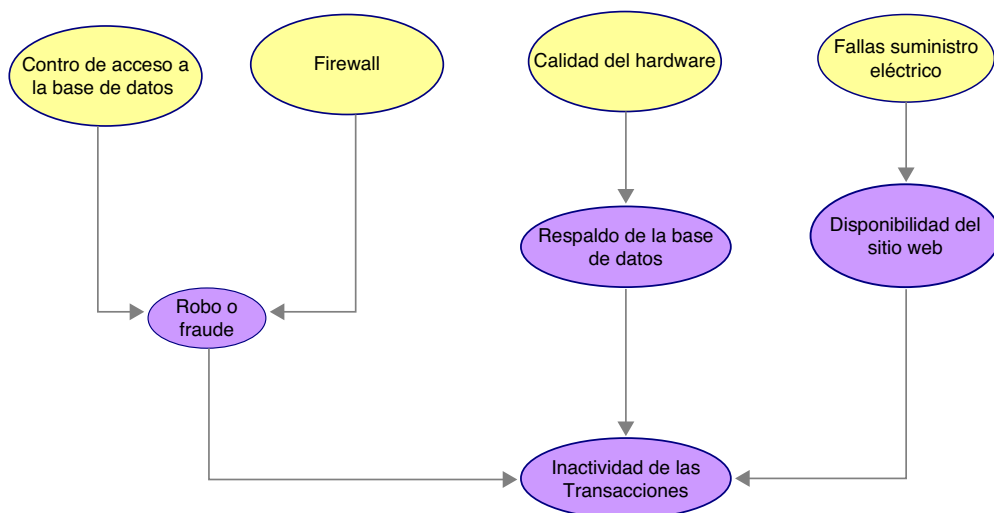 Contro de acceso a
la base de datos
Firewall
Calidad del hardware
Fallas suministro
eléctrico
Respaldo de la base
de datos
Disponibilidad del
sitio web
Robo o
fraude
Inactividad de las
Transacciones